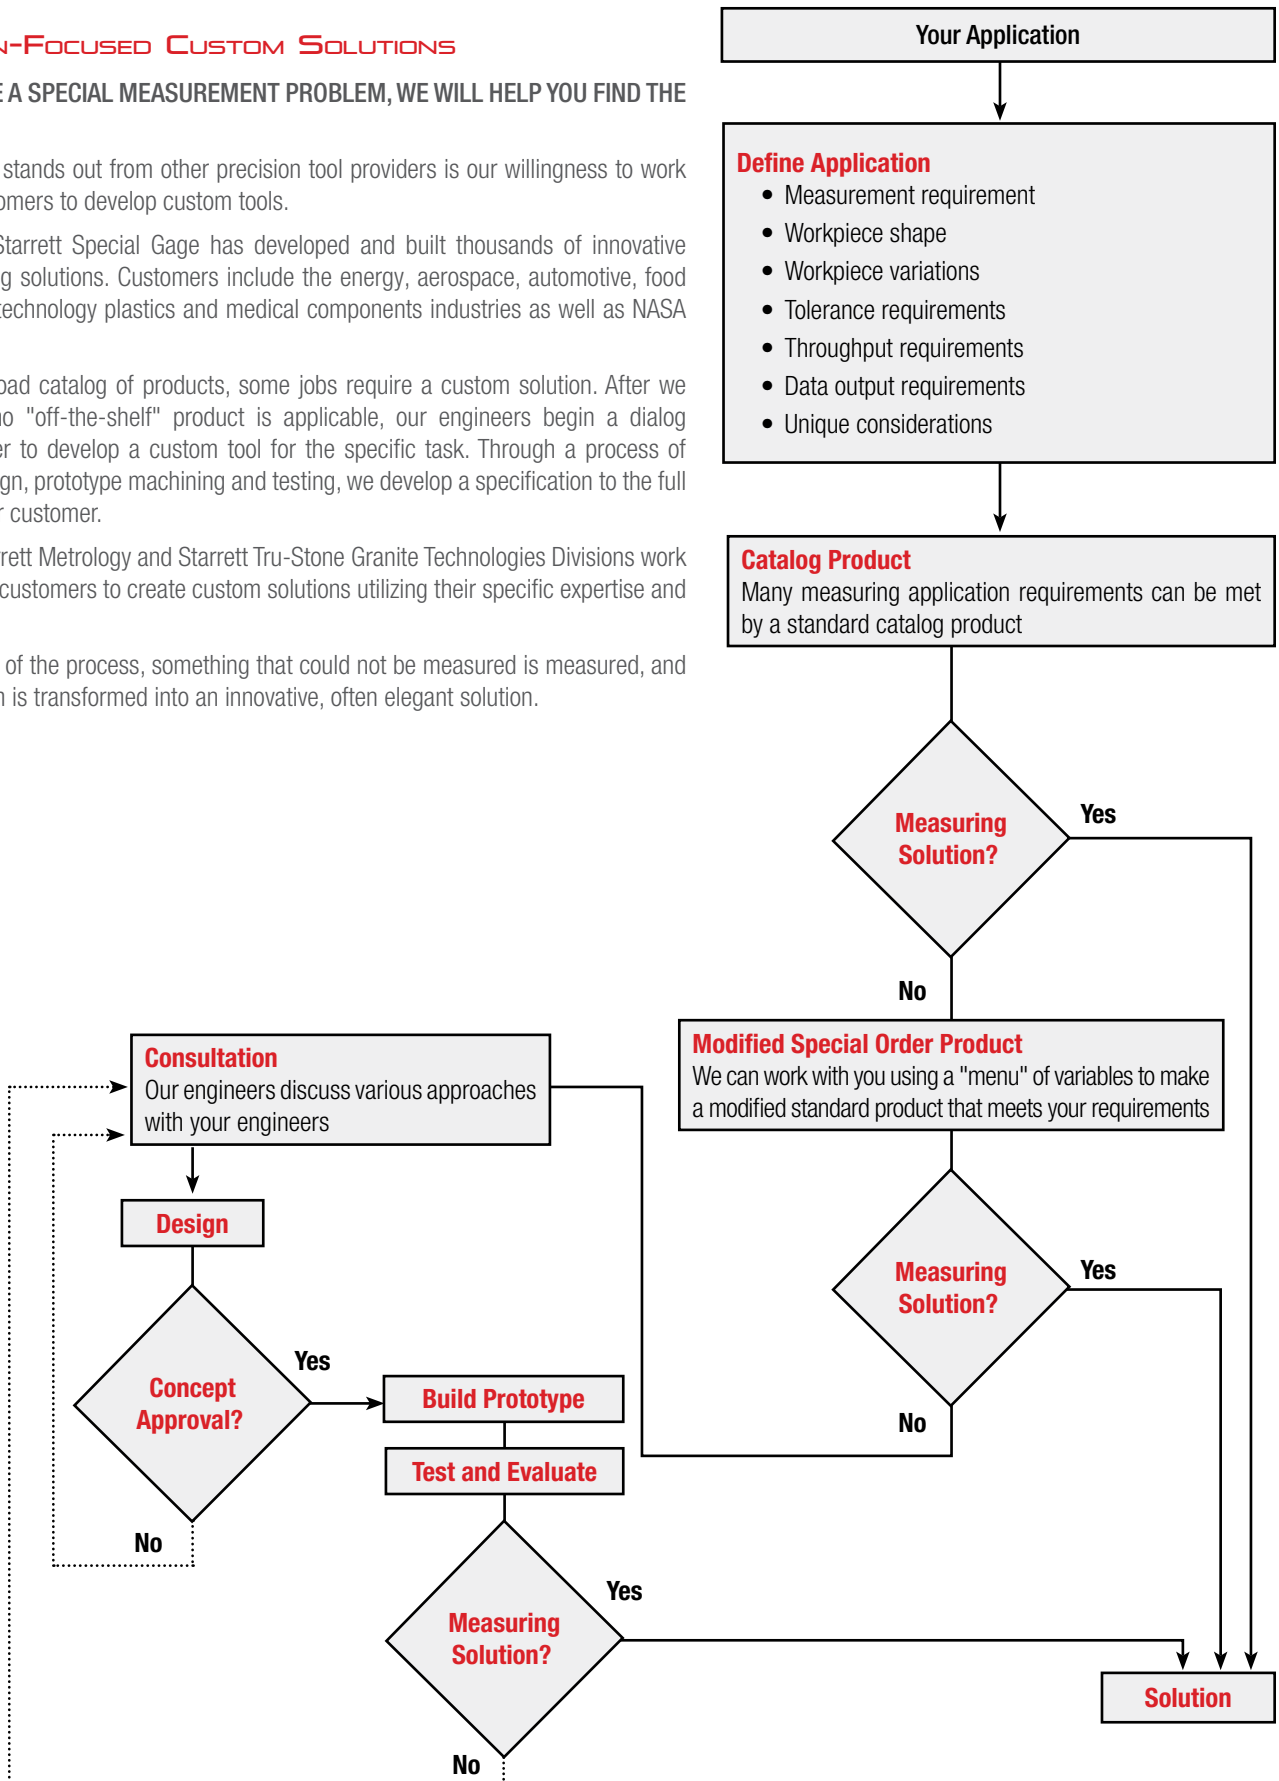 N-FOCUSED CUSTOM SOLUTIONS
E A SPECIAL MEASUREMENT PROBLEM, WE WILL HELP YOU FIND THE
stands out from other precision tool providers is our willingness to work
omers to develop custom tools.
Starrett Special Gage has developed and built thousands of innovative
g solutions. Customers include the energy, aerospace, automotive, food
technology plastics and medical components industries as well as NASA
oad catalog of products, some jobs require a custom solution. After we
no "off-the-shelf" product is applicable, our engineers begin a dialog
er to develop a custom tool for the specific task. Through a process of
gn, prototype machining and testing, we develop a specification to the full
r customer.
rrett Metrology and Starrett Tru-Stone Granite Technologies Divisions work
customers to create custom solutions utilizing their specific expertise and
of the process, something that could not be measured is measured, and
n is transformed into an innovative, often elegant solution.
Your Application
Define Application
• Measurement requirement
• Workpiece shape
• Workpiece variations
• Tolerance requirements
• Throughput requirements
• Data output requirements
• Unique considerations
Catalog Product
Many measuring application requirements can be met
by a standard catalog product
Measuring
Solution?
Yes
No
Modified Special Order Product
We can work with you using a "menu" of variables to make
a modified standard product that meets your requirements
Measuring
Solution?
Yes
No
Consultation
Our engineers discuss various approaches
with your engineers
Design
Concept
Approval?
Yes
No
Build Prototype
Test and Evaluate
Measuring
Solution?
Yes
No
Solution